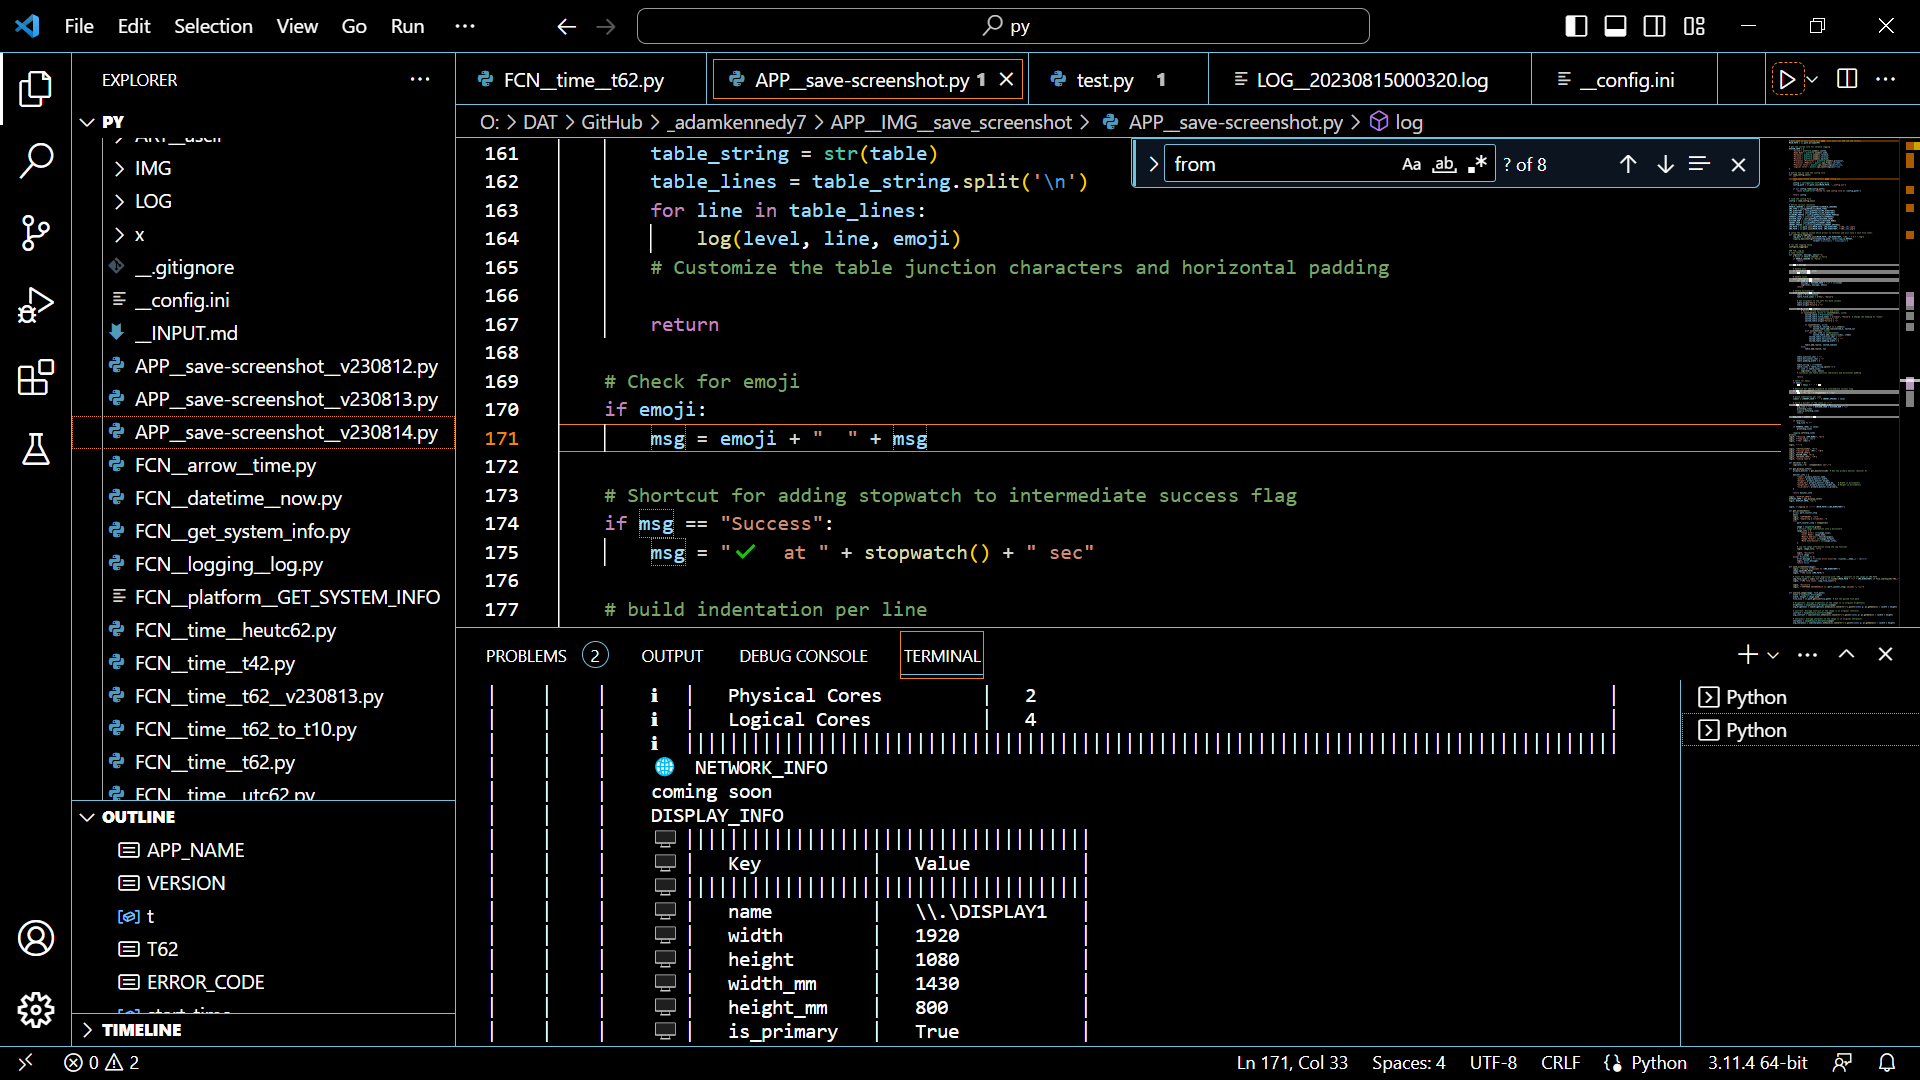 File Edit Selection View Go Run ··· py
EXPLORER ···
PY
ART__ascii
IMG
LOG
x
__.gitignore
__config.ini
__INPUT.md
APP__save-screenshot__v230812.py
APP__save-screenshot__v230813.py
APP__save-screenshot__v230814.py
FCN__arrow__time.py
FCN__datetime__now.py
FCN__get_system_info.py
FCN__logging__log.py
FCN__platform__GET_SYSTEM_INFO
FCN__time__heutc62.py
FCN__time__t42.py
FCN__time__t62__v230813.py
FCN__time__t62_to_t10.py
FCN__time__t62.py
FCN__time__utc62.py
OUTLINE
APP_NAME
VERSION
t
T62
ERROR_CODE
start_time
TIMELINE
FCN__time__t62.py APP__save-screenshot.py 1 test.py 1 LOG__20230815000320.log __config.ini
O: > DAT > GitHub > _adamkennedy7 > APP__IMG__save_screenshot > APP__save-screenshot.py > log
from Aa ab .* ? of 8
161 table_string = str(table)
162 table_lines = table_string.split('\n')
163 for line in table_lines:
164 log(level, line, emoji)
165 # Customize the table junction characters and horizontal padding
166
167 return
168
169 # Check for emoji
170 if emoji:
171 msg = emoji + "  " + msg
172
173 # Shortcut for adding stopwatch to intermediate success flag
174 if msg == "Success":
175 msg = "✔  at " + stopwatch() + " sec"
176
177 # build indentation per line
PROBLEMS 2 OUTPUT DEBUG CONSOLE TERMINAL
| | | ℹ | Physical Cores | 2 |
| | | ℹ | Logical Cores | 4 |
| | | ℹ |||||||||||||||||||||||||||||||||||||||||||||||||||||||||||||||||||||||||||||||||||||
| | | 🌐 NETWORK_INFO
| | | coming soon
| | | DISPLAY_INFO
| | | 🖥 |||||||||||||||||||||||||||||||||||||
| | | 🖥 | Key | Value |
| | | 🖥 |||||||||||||||||||||||||||||||||||||
| | | 🖥 | name | \\.\DISPLAY1 |
| | | 🖥 | width | 1920 |
| | | 🖥 | height | 1080 |
| | | 🖥 | width_mm | 1430 |
| | | 🖥 | height_mm | 800 |
| | | 🖥 | is_primary | True |
Python
Python
0 2 Ln 171, Col 33 Spaces: 4 UTF-8 CRLF {} Python 3.11.4 64-bit